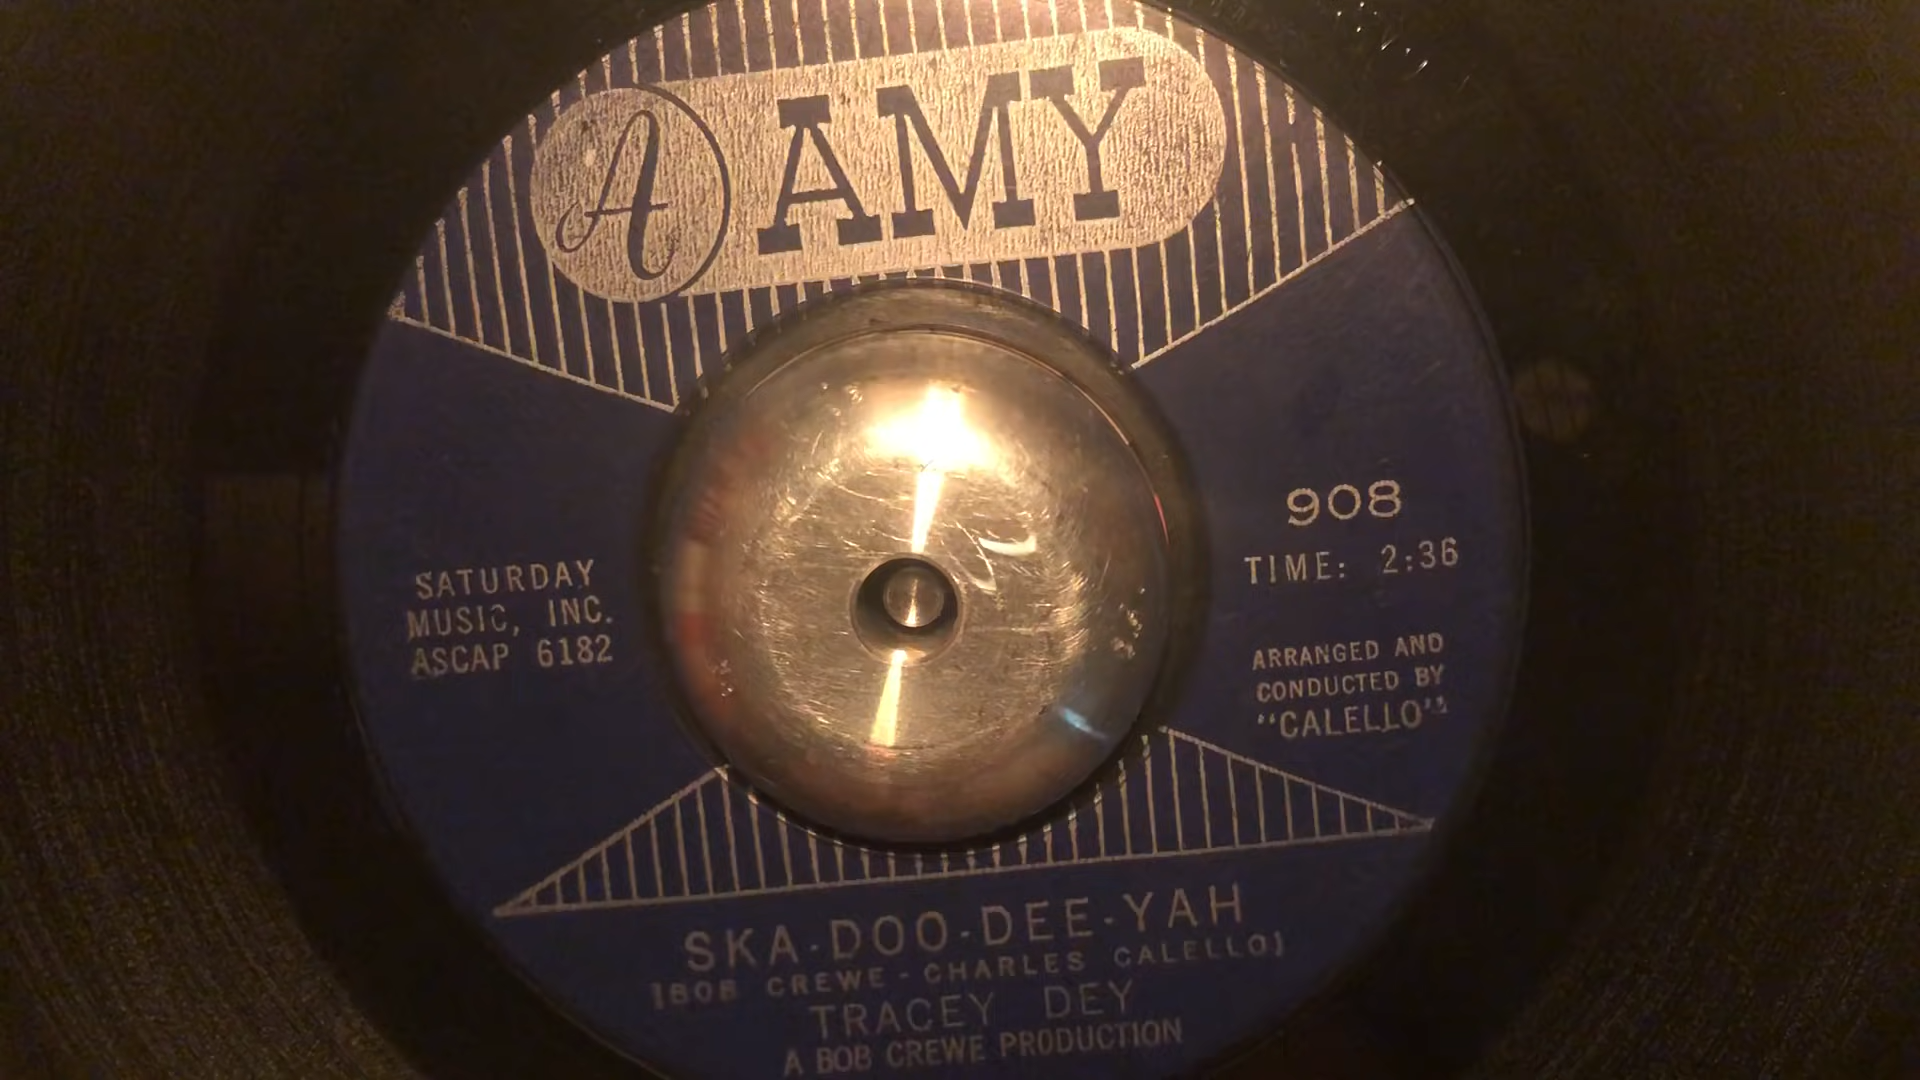 A AMY
908
TIME: 2:36
SATURDAY
MUSIC, INC.
ASCAP 6182
ARRANGED AND
CONDUCTED BY
"CALELLO"
SKA-DOO-DEE-YAH
[BOB CREWE - CHARLES CALELLO]
TRACEY DEY
A BOB CREWE PRODUCTION